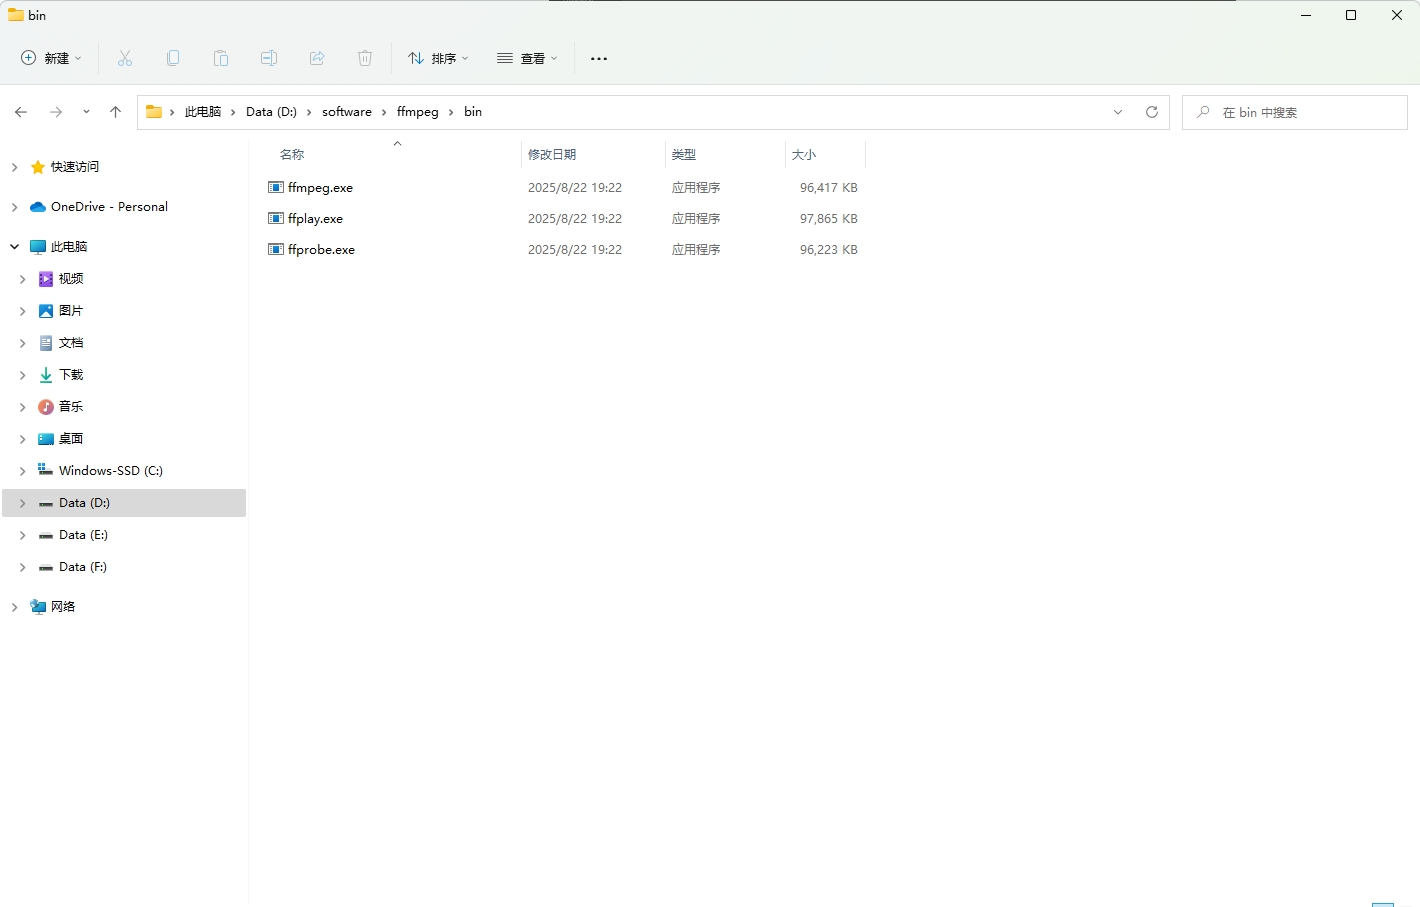 bin
新建
排序
查看
此电脑 > Data (D:) > software > ffmpeg > bin
在 bin 中搜索
名称 修改日期 类型 大小
ffmpeg.exe 2025/8/22 19:22 应用程序 96,417 KB
ffplay.exe 2025/8/22 19:22 应用程序 97,865 KB
ffprobe.exe 2025/8/22 19:22 应用程序 96,223 KB
快速访问
OneDrive - Personal
此电脑
视频
图片
文档
下载
音乐
桌面
Windows-SSD (C:)
Data (D:)
Data (E:)
Data (F:)
网络